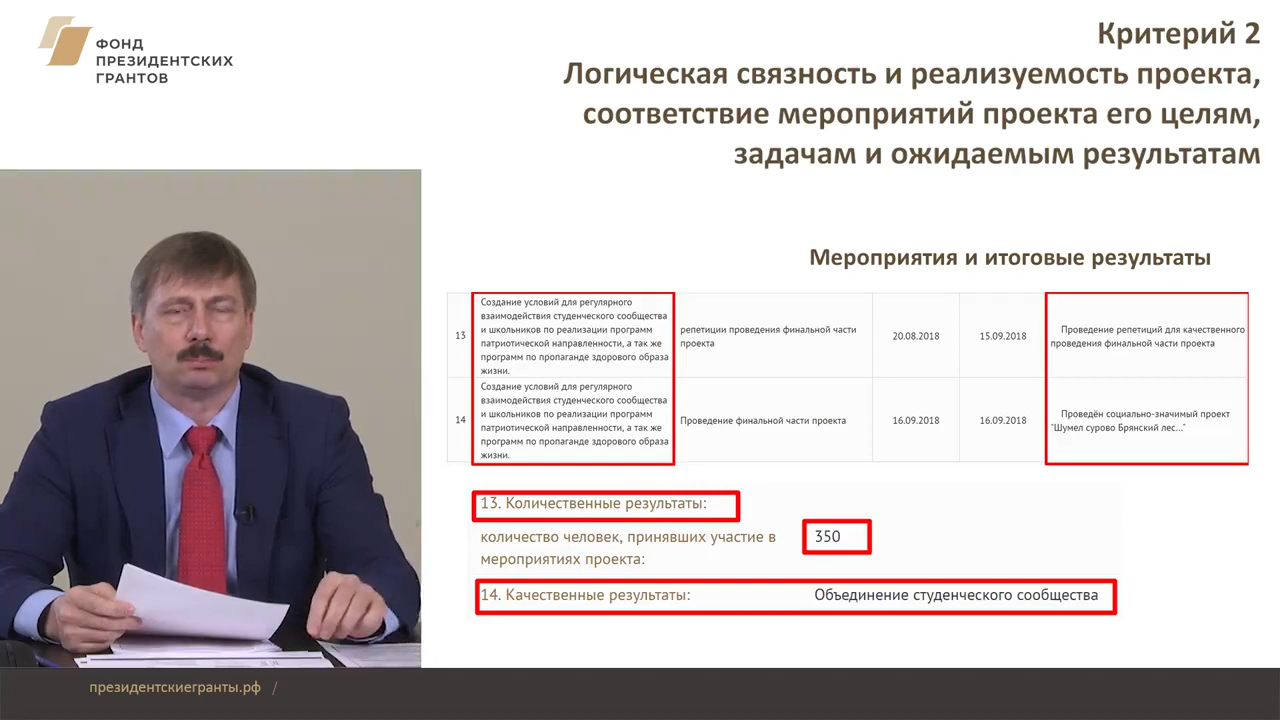 ФОНД
ПРЕЗИДЕНТСКИХ
ГРАНТОВ
Критерий 2
Логическая связность и реализуемость проекта,
соответствие мероприятий проекта его целям,
задачам и ожидаемым результатам
Мероприятия и итоговые результаты
13
Создание условий для регулярного
взаимодействия студенческого сообщества
и школьников по реализации программ
патриотической направленности, а так же
программ по пропаганде здорового образа
жизни.
репетиции проведения финальной части
проекта
20.08.2018
15.09.2018
Проведение репетиций для качественного
проведения финальной части проекта
14
Создание условий для регулярного
взаимодействия студенческого сообщества
и школьников по реализации программ
патриотической направленности, а так же
программ по пропаганде здорового образа
жизни.
Проведение финальной части проекта
16.09.2018
16.09.2018
Проведён социально-значимый проект
"Шумел сурово Брянский лес..."
13. Количественные результаты:
количество человек, принявших участие в
мероприятиях проекта:
350
14. Качественные результаты:
Объединение студенческого сообщества
президентскиегранты.рф /